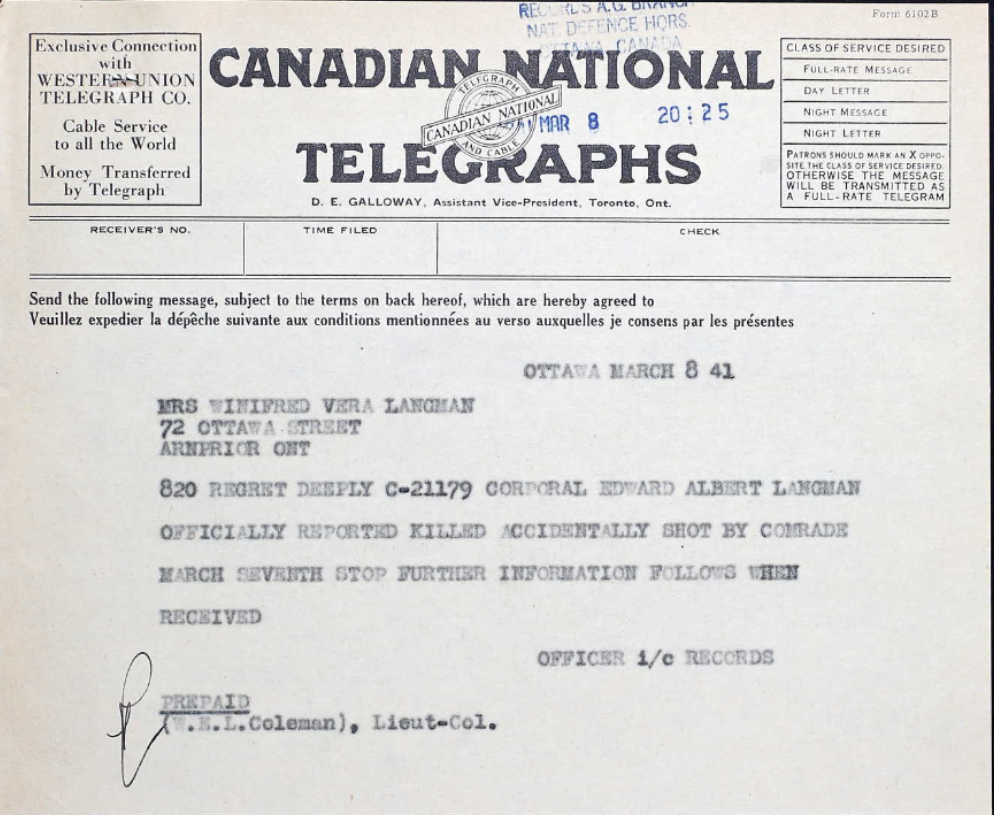 RECORDS A.G. BRANCH
NAT. DEFENCE HQRS.
OTTAWA, CANADA
Form 6102B
Exclusive Connection
with
WESTERN UNION
TELEGRAPH CO.
Cable Service
to all the World
Money Transferred
by Telegraph
CANADIAN NATIONAL
TELEGRAPHS
TELEGRAPH
CANADIAN NATIONAL
AND CABLE
MAR 8 20:25
D. E. GALLOWAY, Assistant Vice-President, Toronto, Ont.
CLASS OF SERVICE DESIRED
FULL-RATE MESSAGE
DAY LETTER
NIGHT MESSAGE
NIGHT LETTER
PATRONS SHOULD MARK AN X OPPO-
SITE THE CLASS OF SERVICE DESIRED.
OTHERWISE THE MESSAGE
WILL BE TRANSMITTED AS
A FULL-RATE TELEGRAM
RECEIVER'S NO.
TIME FILED
CHECK
Send the following message, subject to the terms on back hereof, which are hereby agreed to
Veuillez expedier la dépêche suivante aux conditions mentionnées au verso auxquelles je consens par les présentes
OTTAWA MARCH 8 41
MRS WINIFRED VERA LANGMAN
72 OTTAWA STREET
ARNPRIOR ONT
820 REGRET DEEPLY C-21179 CORPORAL EDWARD ALBERT LANGMAN
OFFICIALLY REPORTED KILLED ACCIDENTALLY SHOT BY COMRADE
MARCH SEVENTH STOP FURTHER INFORMATION FOLLOWS WHEN
RECEIVED
OFFICER i/c RECORDS
PREPAID
(W.E.L.Coleman), Lieut-Col.